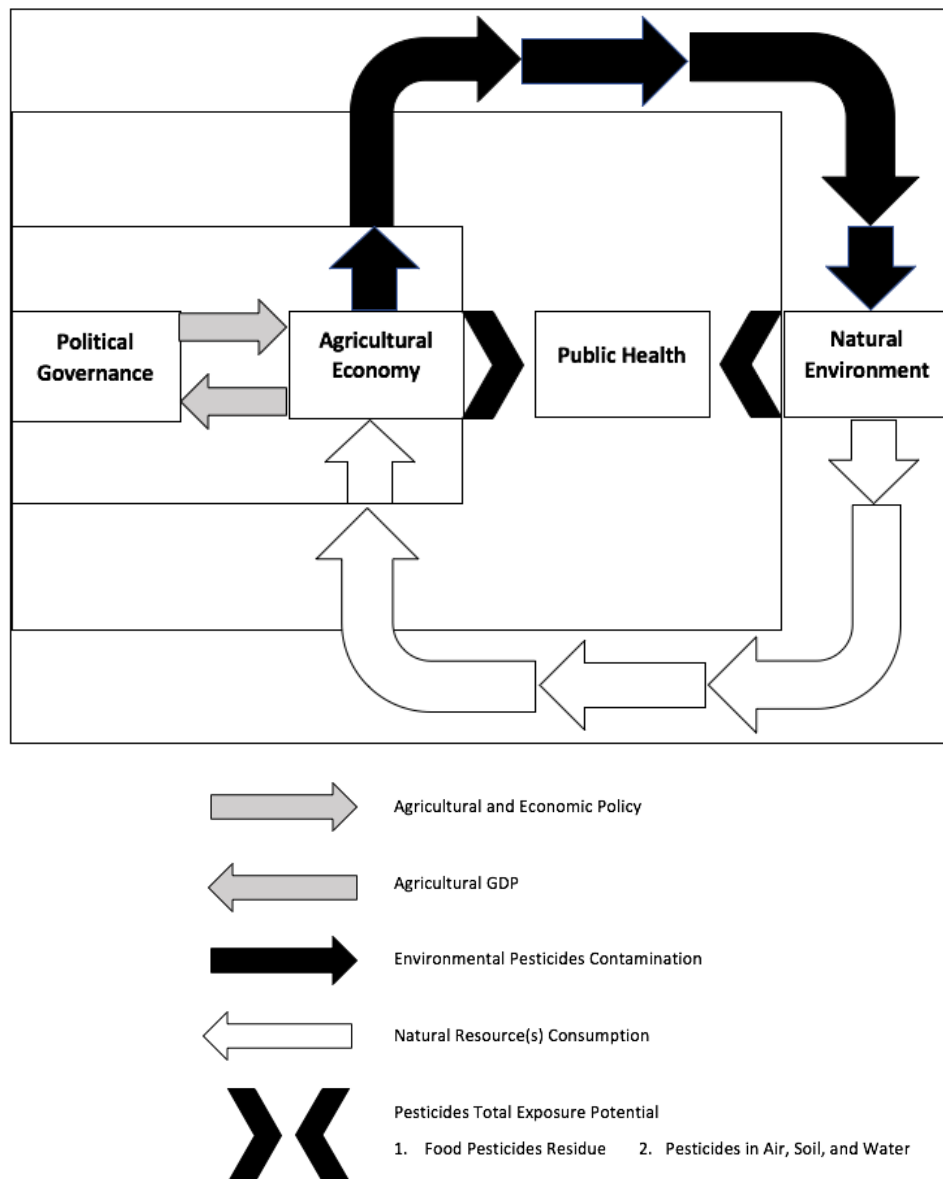 Political
Governance
Agricultural
Economy
Public Health
Natural
Environment
Agricultural and Economic Policy
Agricultural GDP
Environmental Pesticides Contamination
Natural Resource(s) Consumption
Pesticides Total Exposure Potential
1. Food Pesticides Residue 2. Pesticides in Air, Soil, and Water